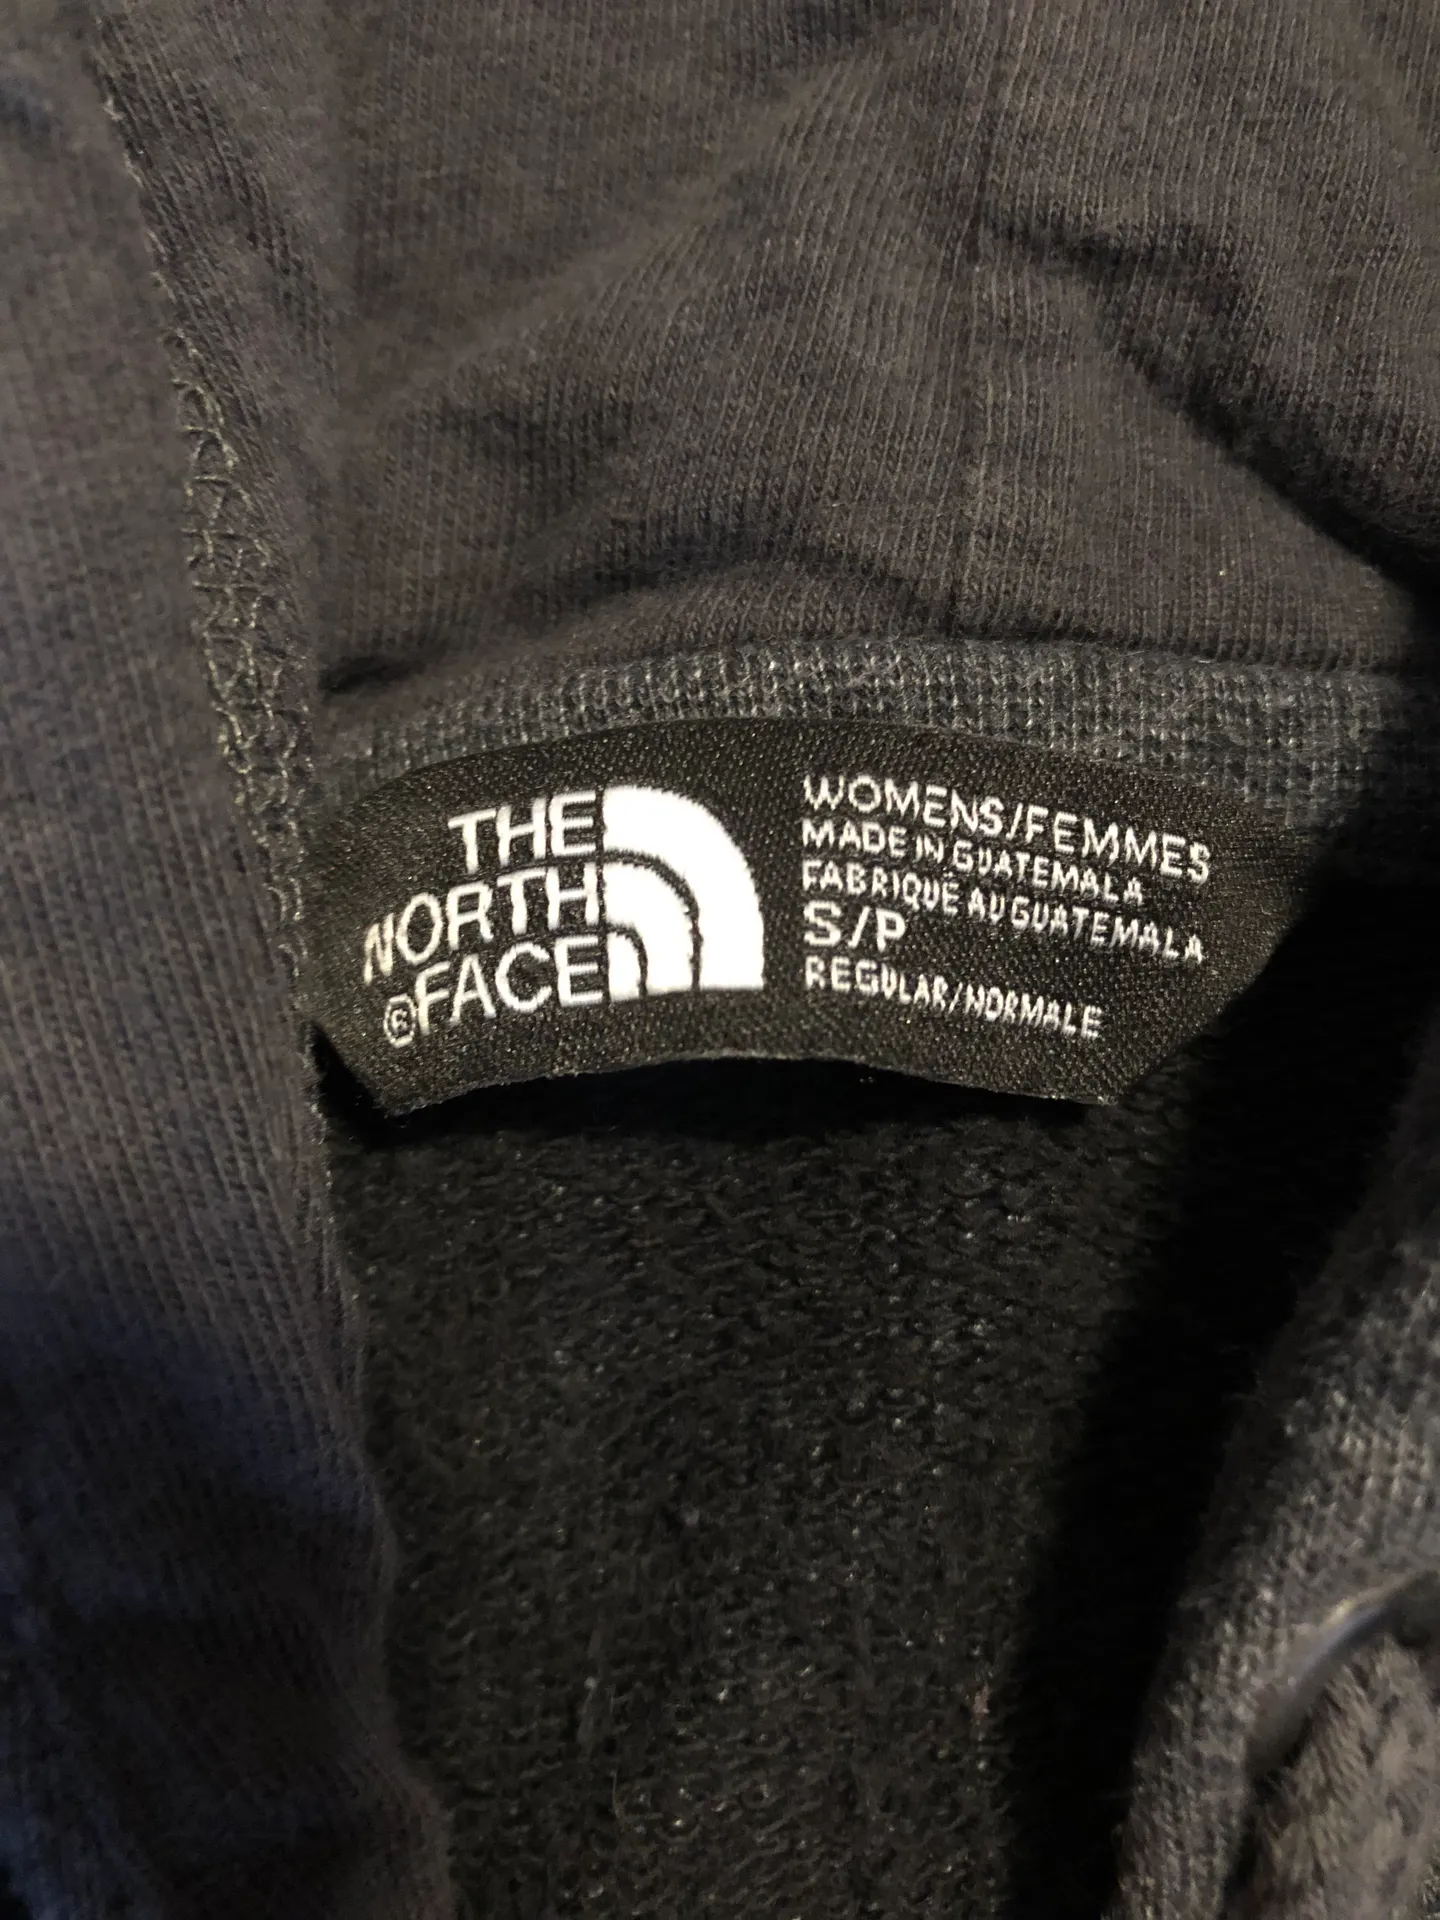 THE
NORTH
®FACE
WOMENS/FEMMES
MADE IN GUATEMALA
FABRIQUÉ AU GUATEMALA
S/P
REGULAR/NORMALE